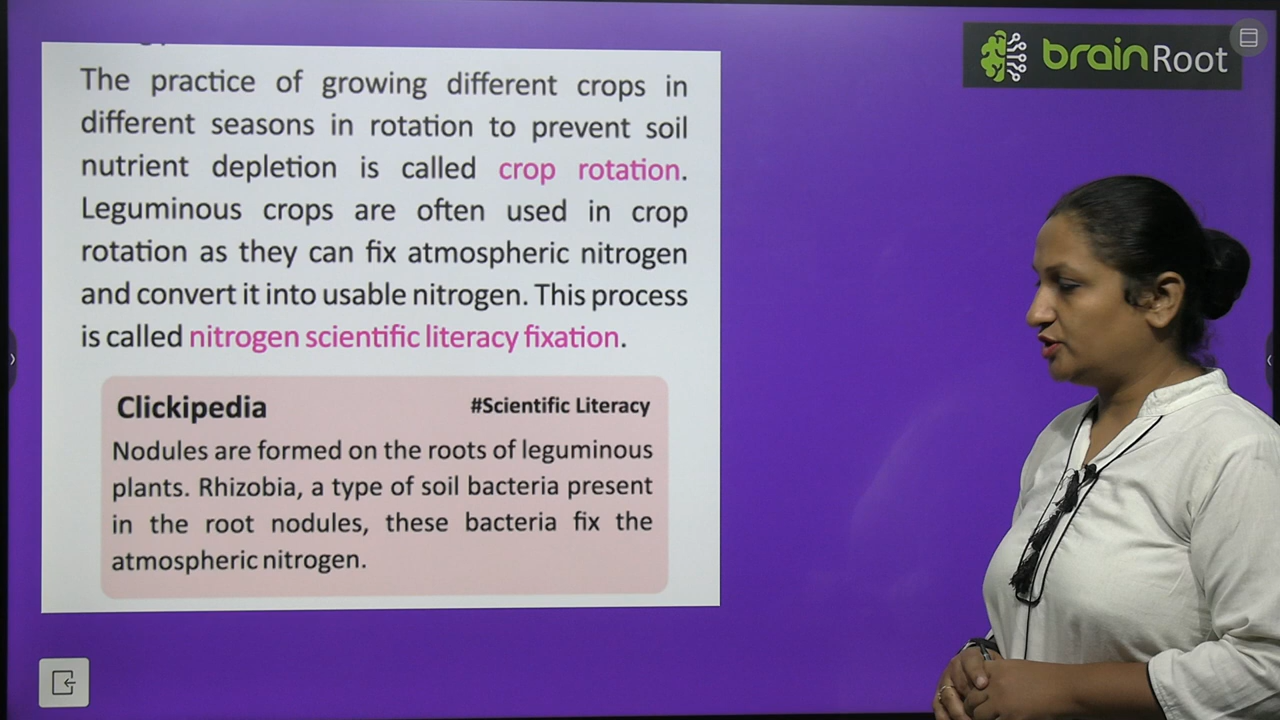 The practice of growing different crops in
different seasons in rotation to prevent soil
nutrient depletion is called crop rotation.
Leguminous crops are often used in crop
rotation as they can fix atmospheric nitrogen
and convert it into usable nitrogen. This process
is called nitrogen scientific literacy fixation.
Clickipedia #Scientific Literacy
Nodules are formed on the roots of leguminous
plants. Rhizobia, a type of soil bacteria present
in the root nodules, these bacteria fix the
atmospheric nitrogen.
brainRoot